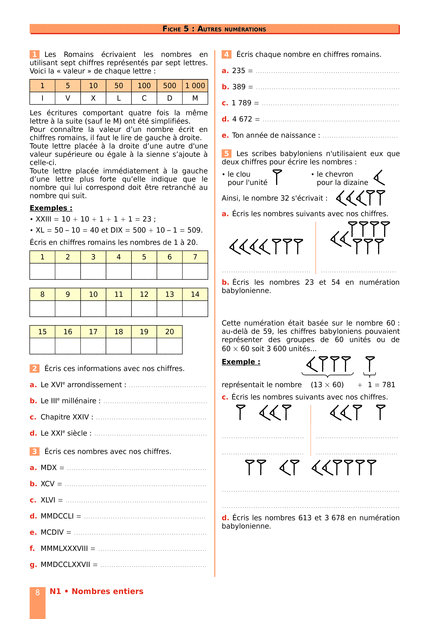 FICHE 5 : AUTRES NUMÉRATIONS
1 Les Romains écrivaient les nombres en
utilisant sept chiffres représentés par sept lettres.
Voici la « valeur » de chaque lettre :
1 5 10 50 100 500 1 000
I V X L C D M
Les écritures comportant quatre fois la même
lettre à la suite (sauf le M) ont été simplifiées.
Pour connaître la valeur d'un nombre écrit en
chiffres romains, il faut le lire de gauche à droite.
Toute lettre placée à la droite d'une autre d'une
valeur supérieure ou égale à la sienne s'ajoute à
celle-ci.
Toute lettre placée immédiatement à la gauche
d'une lettre plus forte qu'elle indique que le
nombre qui lui correspond doit être retranché au
nombre qui suit.
Exemples :
• XXIII = 10 + 10 + 1 + 1 + 1 = 23 ;
• XL = 50 – 10 = 40 et DIX = 500 + 10 – 1 = 509.
Écris en chiffres romains les nombres de 1 à 20.
1 2 3 4 5 6 7
8 9 10 11 12 13 14
15 16 17 18 19 20
2 Écris ces informations avec nos chiffres.
a. Le XVIe arrondissement :
b. Le IIIe millénaire :
c. Chapitre XXIV :
d. Le XXIe siècle :
3 Écris ces nombres avec nos chiffres.
a. MDX =
b. XCV =
c. XLVI =
d. MMDCCLI =
e. MCDIV =
f. MMMLXXXVIII =
g. MMDCCLXXVII =
4 Écris chaque nombre en chiffres romains.
a. 235 =
b. 389 =
c. 1 789 =
d. 4 672 =
e. Ton année de naissance :
5 Les scribes babyloniens n'utilisaient eux que
deux chiffres pour écrire les nombres :
• le clou
pour l'unité
• le chevron
pour la dizaine
Ainsi, le nombre 32 s'écrivait :
a. Écris les nombres suivants avec nos chiffres.
b. Écris les nombres 23 et 54 en numération
babylonienne.
Cette numération était basée sur le nombre 60 :
au-delà de 59, les chiffres babyloniens pouvaient
représenter des groupes de 60 unités ou de
60 × 60 soit 3 600 unités...
Exemple :
représentait le nombre (13 × 60) + 1 = 781
c. Écris les nombres suivants avec nos chiffres.
d. Écris les nombres 613 et 3 678 en numération
babylonienne.
8 N1 • Nombres entiers